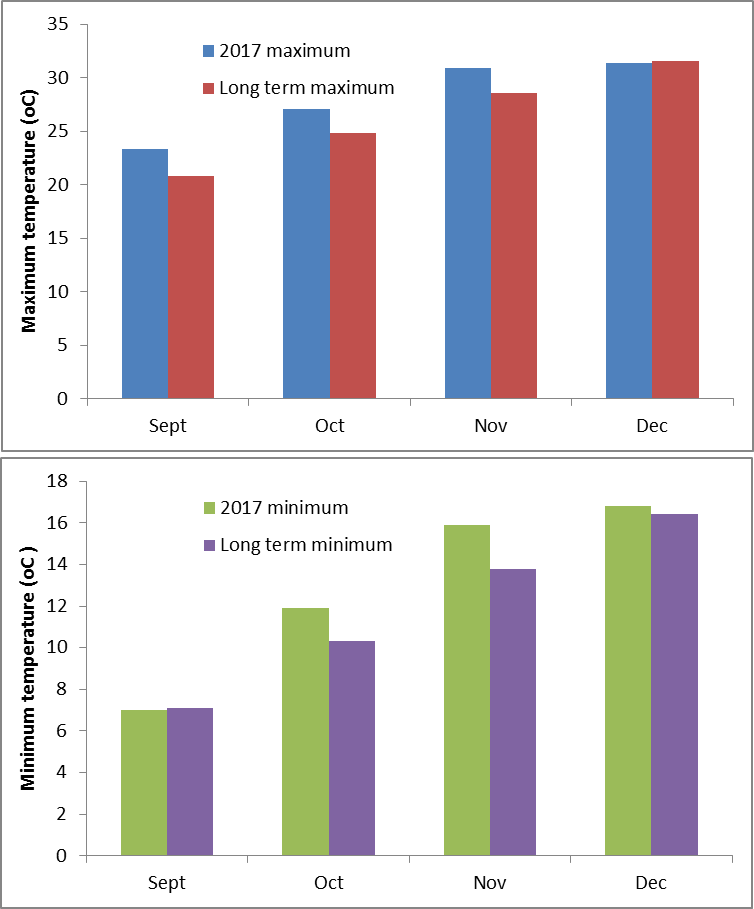 Maximum temperature (oC)
35
30
25
20
15
10
5
0
2017 maximum
Long term maximum
Sept Oct Nov Dec
Minimum temperature (oC )
18
16
14
12
10
8
6
4
2
0
2017 minimum
Long term minimum
Sept Oct Nov Dec